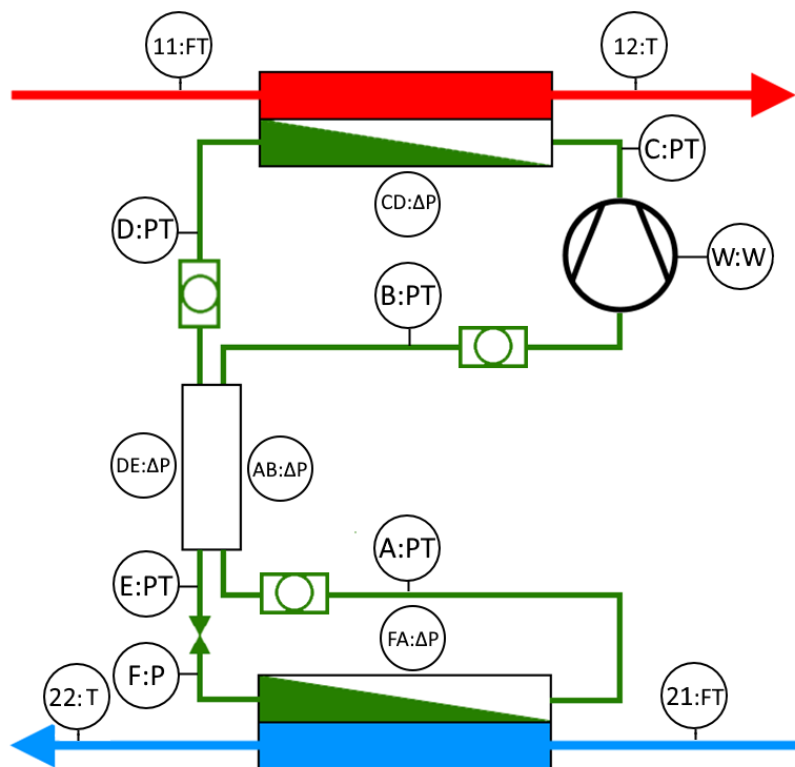 11:FT
12:T
C:PT
CD:ΔP
D:PT
W:W
B:PT
DE:ΔP
AB:ΔP
A:PT
E:PT
FA:ΔP
F:P
22:T
21:FT